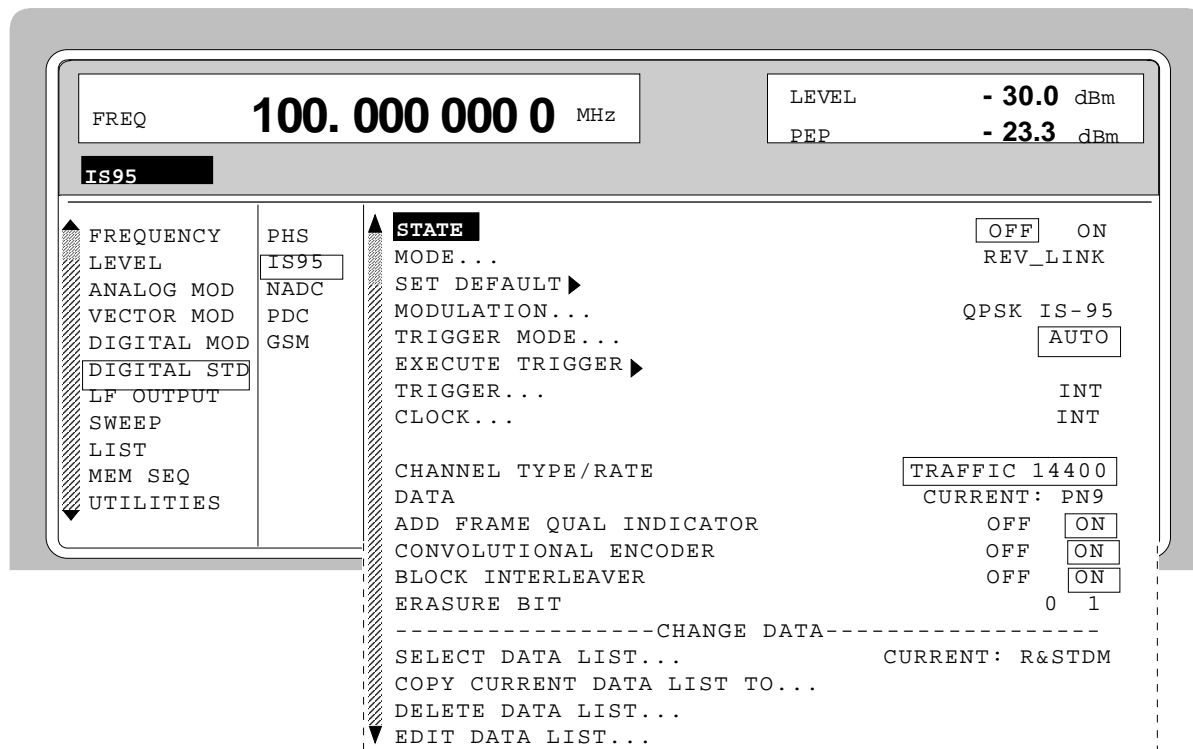 FREQ 100. 000 000 0 MHz
LEVEL - 30.0 dBm
PEP - 23.3 dBm
IS95
FREQUENCY
LEVEL
ANALOG MOD
VECTOR MOD
DIGITAL MOD
DIGITAL STD
LF OUTPUT
SWEEP
LIST
MEM SEQ
UTILITIES
PHS
IS95
NADC
PDC
GSM
STATE OFF ON
MODE... REV_LINK
SET DEFAULT
MODULATION... QPSK IS-95
TRIGGER MODE... AUTO
EXECUTE TRIGGER
TRIGGER... INT
CLOCK... INT
CHANNEL TYPE/RATE TRAFFIC 14400
DATA CURRENT: PN9
ADD FRAME QUAL INDICATOR OFF ON
CONVOLUTIONAL ENCODER OFF ON
BLOCK INTERLEAVER OFF ON
ERASURE BIT 0 1
-----------------CHANGE DATA------------------
SELECT DATA LIST... CURRENT: R&STDM
COPY CURRENT DATA LIST TO...
DELETE DATA LIST...
EDIT DATA LIST...